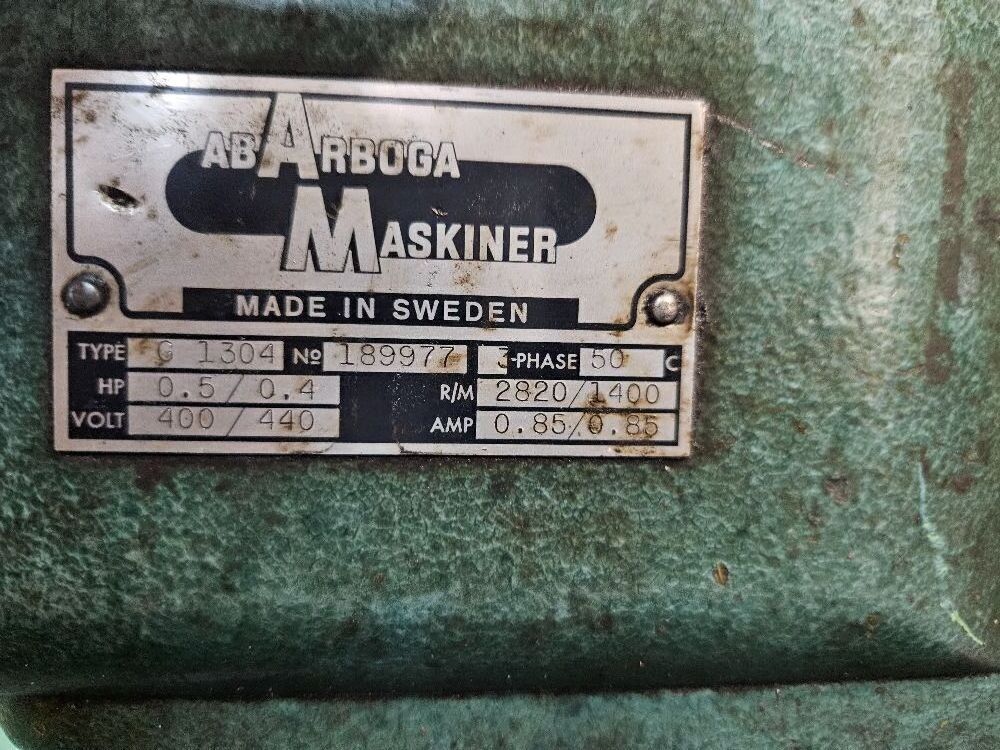 AB ARBOGA
MASKINER
MADE IN SWEDEN
TYPE G 1304 No 189977 3-PHASE 50 C
HP 0.5/0.4 R/M 2820/1400
VOLT 400/440 AMP 0.85/0.85